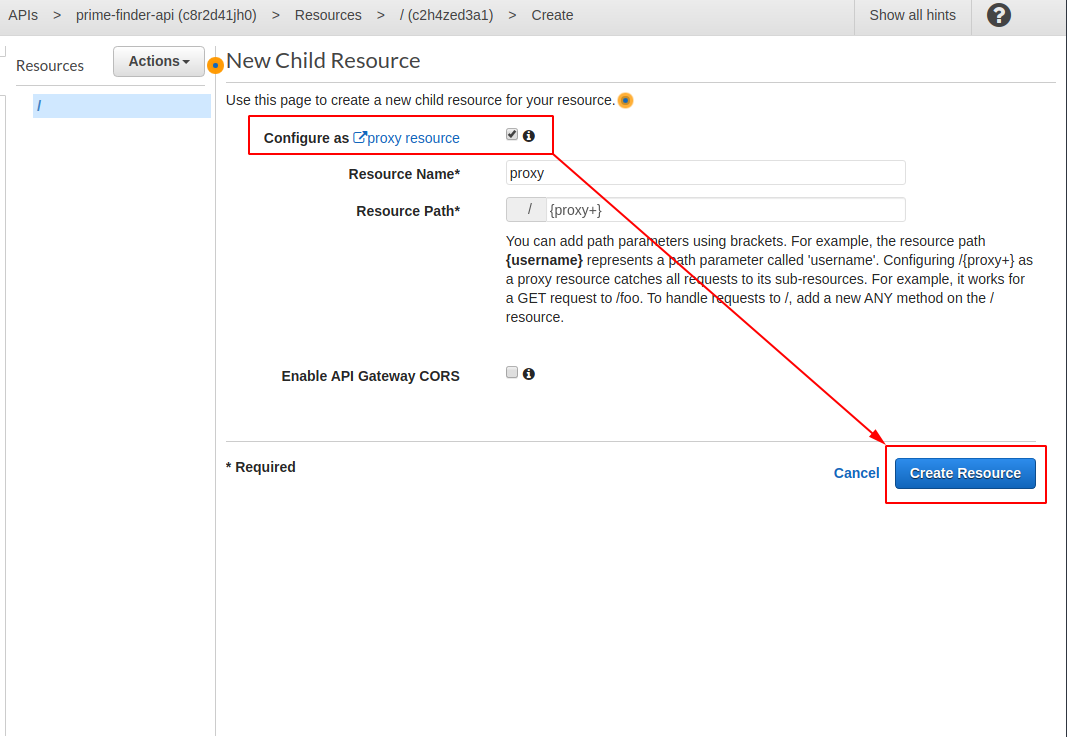 APIs > prime-finder-api (c8r2d41jh0) > Resources > / (c2h4zed3a1) > Create
Show all hints ?
Resources
Actions
/
New Child Resource
Use this page to create a new child resource for your resource.
Configure as proxy resource
Resource Name* proxy
Resource Path* / {proxy+}
You can add path parameters using brackets. For example, the resource path
{username} represents a path parameter called 'username'. Configuring /{proxy+} as
a proxy resource catches all requests to its sub-resources. For example, it works for
a GET request to /foo. To handle requests to /, add a new ANY method on the /
resource.
Enable API Gateway CORS
* Required
Cancel
Create Resource